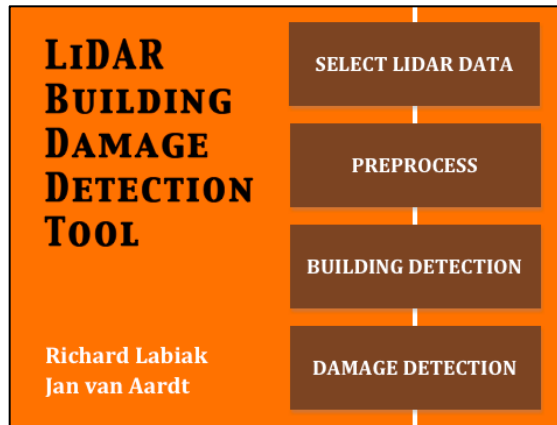 LiDAR
Building
Damage
Detection
Tool
Richard Labiak
Jan van Aardt
SELECT LIDAR DATA
PREPROCESS
BUILDING DETECTION
DAMAGE DETECTION